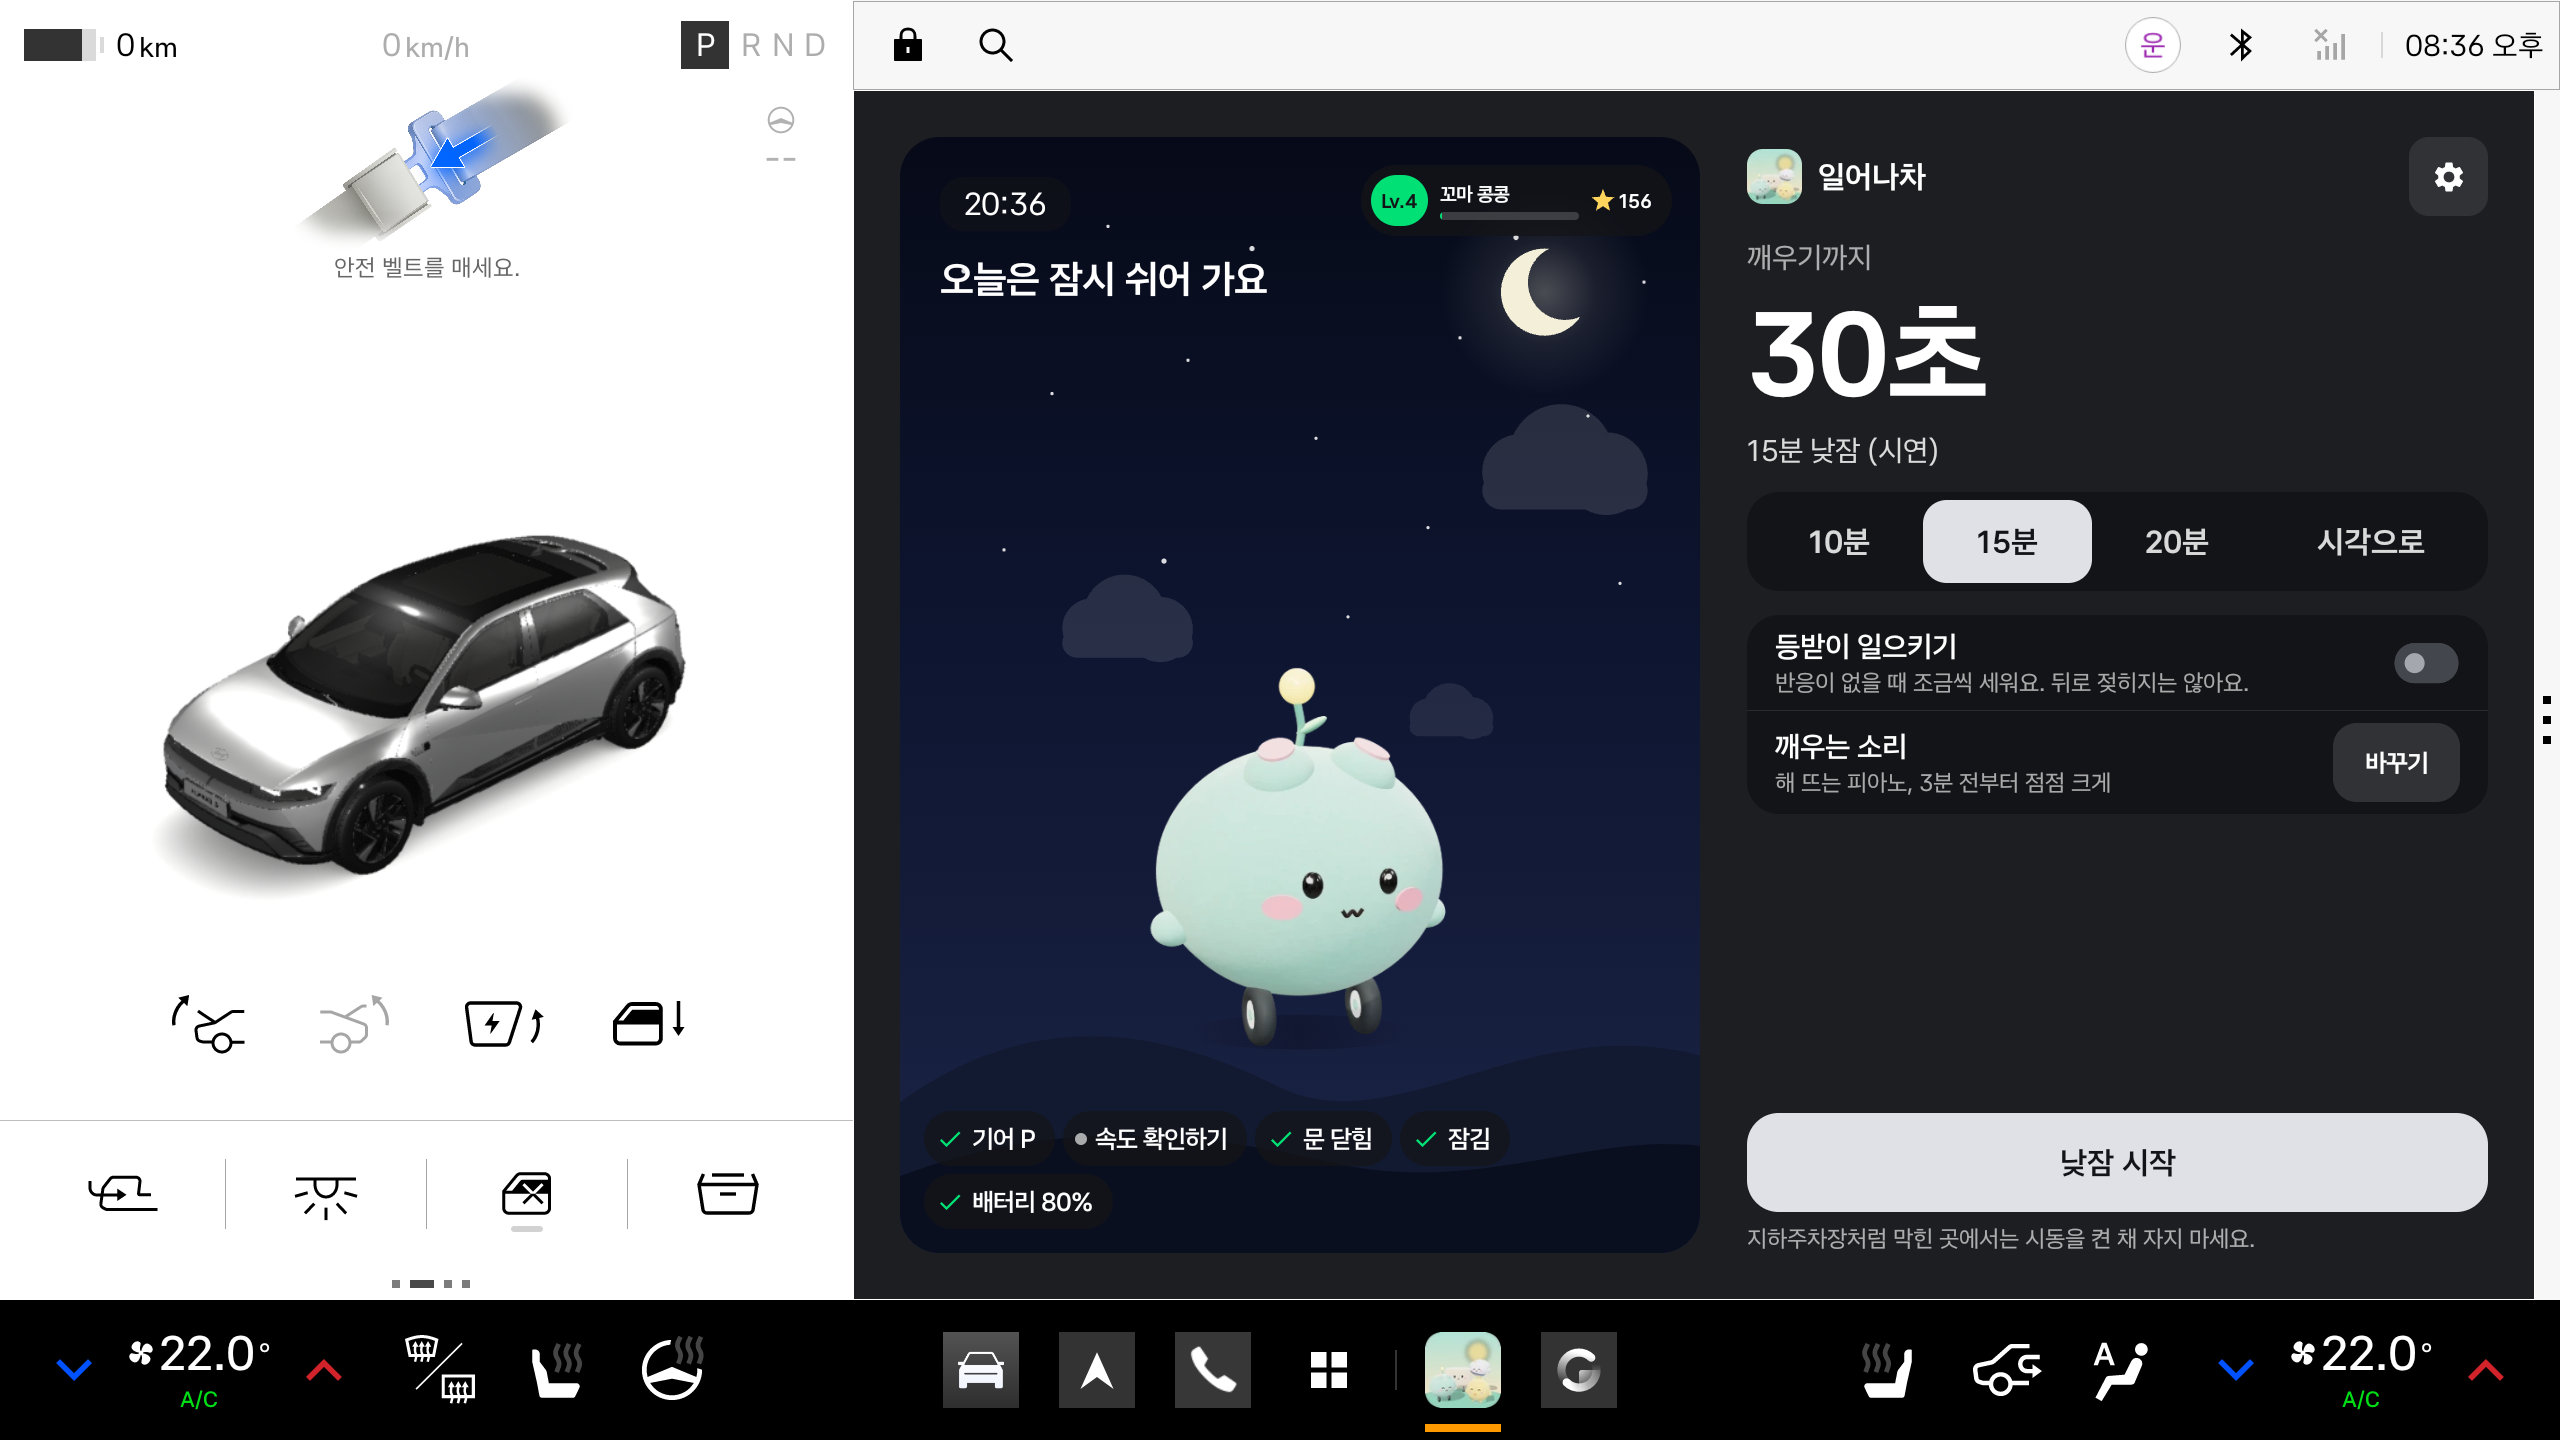 0 km
0 km/h
P R N D
운
08:36 오후
안전 벨트를 매세요.
20:36
Lv.4
꼬마 콩콩
156
오늘은 잠시 쉬어 가요
기어 P
속도 확인하기
문 닫힘
잠김
배터리 80%
일어나차
깨우기까지
30초
15분 낮잠 (시연)
10분
15분
20분
시각으로
등받이 일으키기
반응이 없을 때 조금씩 세워요. 뒤로 젖히지는 않아요.
깨우는 소리
해 뜨는 피아노, 3분 전부터 점점 크게
바꾸기
낮잠 시작
지하주차장처럼 막힌 곳에서는 시동을 켠 채 자지 마세요.
22.0°
A/C
A
22.0°
A/C